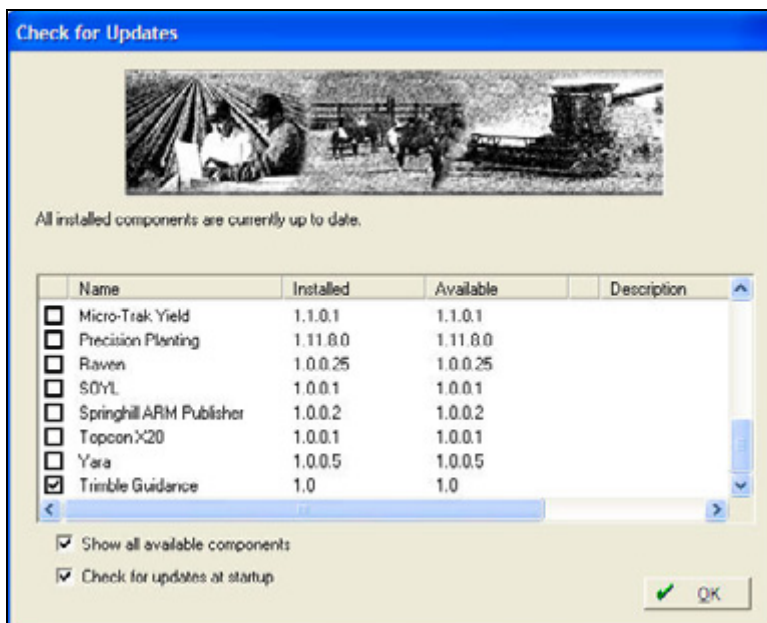 Check for Updates
All installed components are currently up to date.
Name Installed Available Description
Micro-Trak Yield 1.1.0.1 1.1.0.1
Precision Planting 1.11.8.0 1.11.8.0
Raven 1.0.0.25 1.0.0.25
SOYL 1.0.0.1 1.0.0.1
Springhill ARM Publisher 1.0.0.2 1.0.0.2
Topcon X20 1.0.0.1 1.0.0.1
Yara 1.0.0.5 1.0.0.5
Trimble Guidance 1.0 1.0
Show all available components
Check for updates at startup
OK